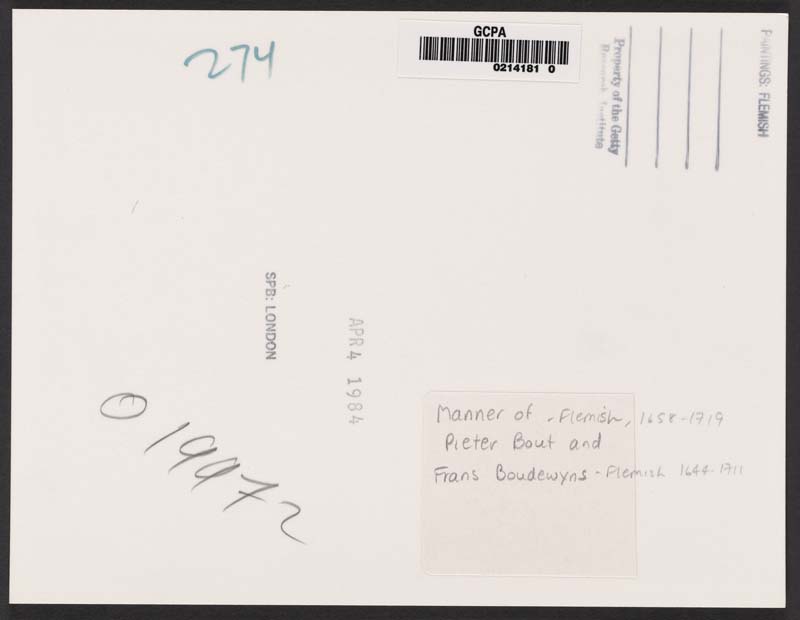 274
GCPA
0214181 0
Property of the Getty
Research Institute
PAINTINGS: FLEMISH
SPB: LONDON
APR 4 1984
019972
Manner of - Flemish, 1658-1719
Pieter Bout and
Frans Boudewyns - Flemish 1644-1711